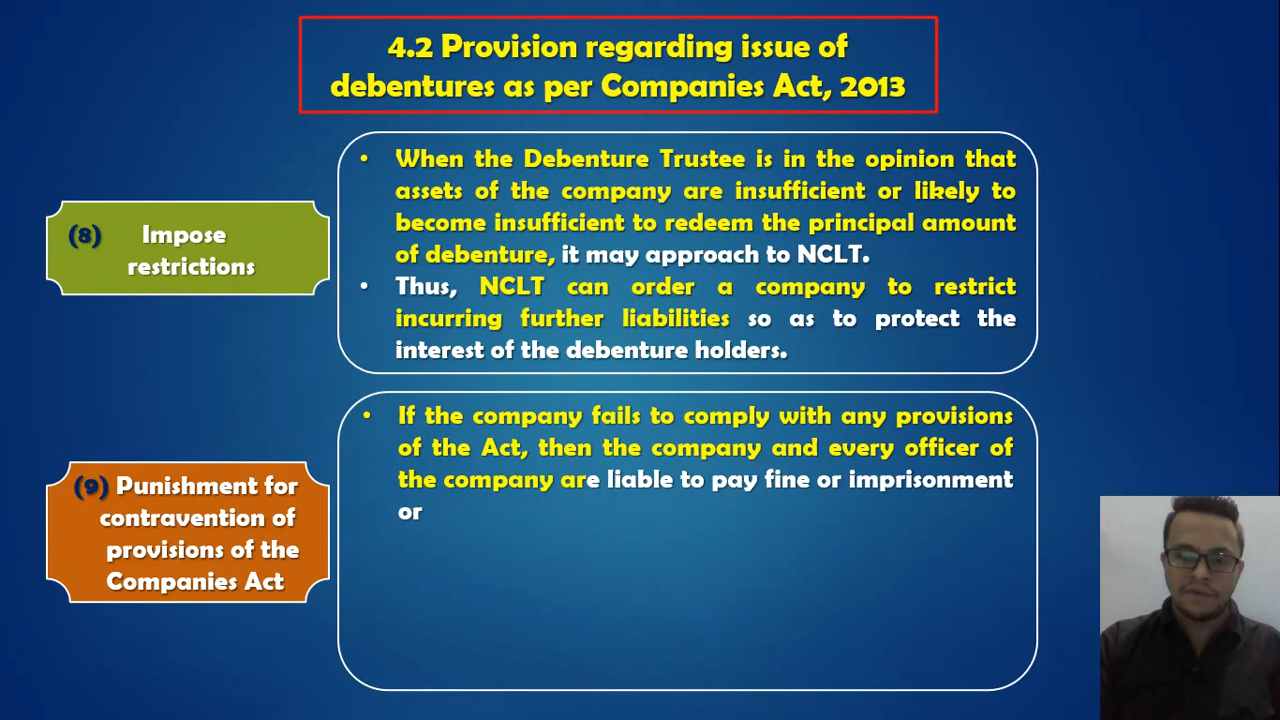 4.2 Provision regarding issue of
debentures as per Companies Act, 2013
(8) Impose
restrictions
• When the Debenture Trustee is in the opinion that
assets of the company are insufficient or likely to
become insufficient to redeem the principal amount
of debenture, it may approach to NCLT.
• Thus, NCLT can order a company to restrict
incurring further liabilities so as to protect the
interest of the debenture holders.
(9) Punishment for
contravention of
provisions of the
Companies Act
• If the company fails to comply with any provisions
of the Act, then the company and every officer of
the company are liable to pay fine or imprisonment
or